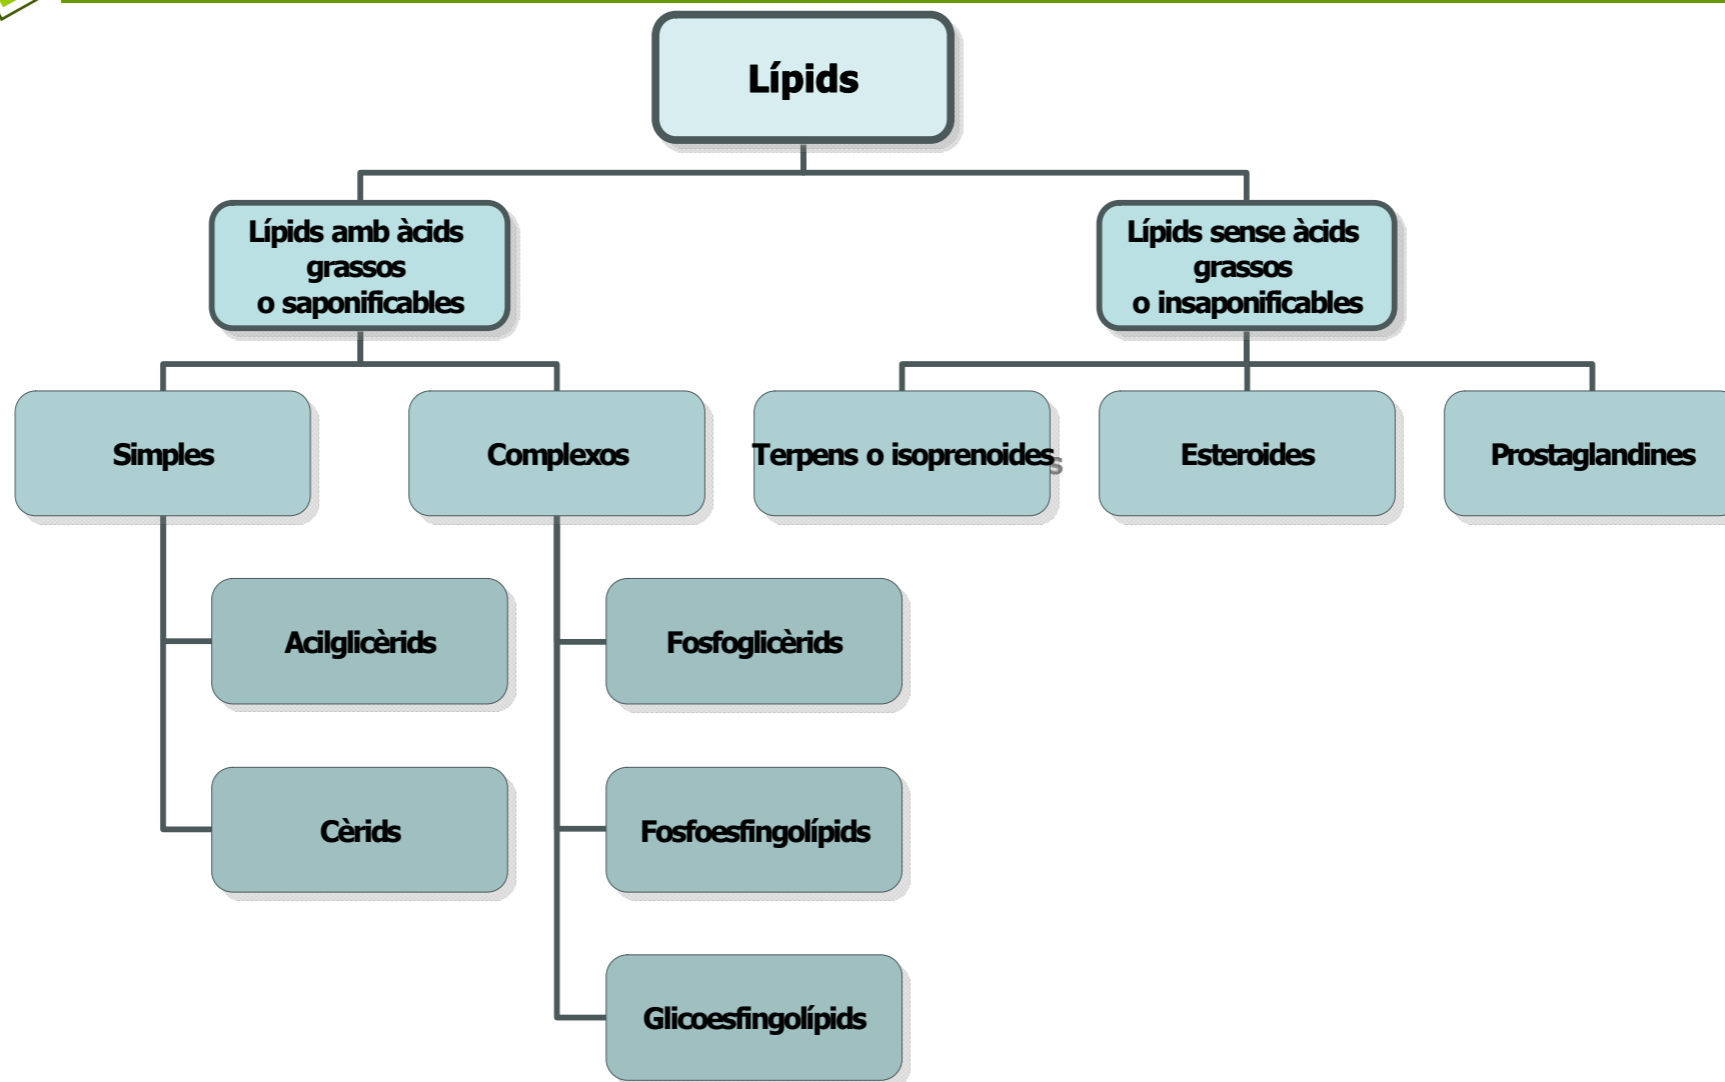 Lípids
Lípids amb àcids
grassos
o saponificables
Lípids sense àcids
grassos
o insaponificables
Simples
Complexos
Terpens o isoprenoides
Esteroides
Prostaglandines
Acilglicèrids
Fosfoglicèrids
Cèrids
Fosfoesfingolípids
Glicoesfingolípids